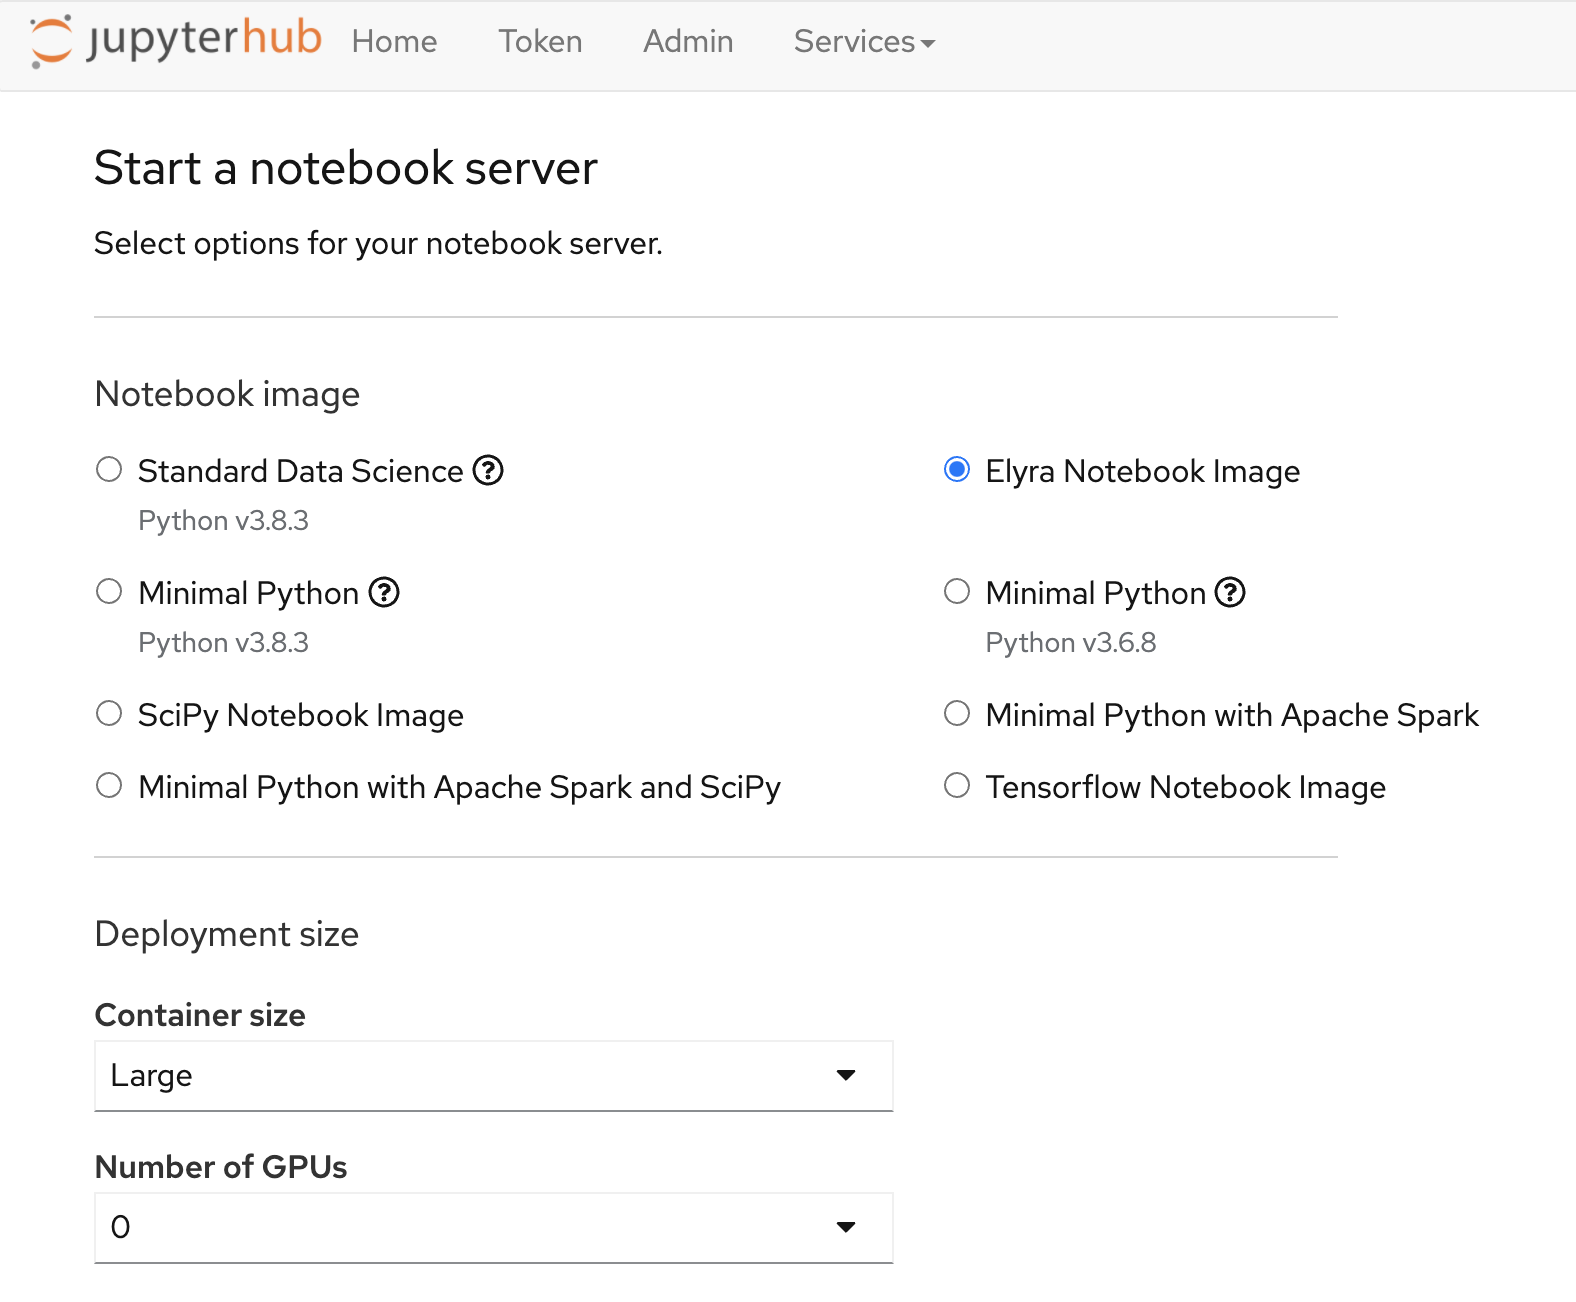 jupyterhub Home Token Admin Services
Start a notebook server
Select options for your notebook server.
Notebook image
Standard Data Science ?
Python v3.8.3
Elyra Notebook Image
Minimal Python ?
Python v3.8.3
Minimal Python ?
Python v3.6.8
SciPy Notebook Image
Minimal Python with Apache Spark
Minimal Python with Apache Spark and SciPy
Tensorflow Notebook Image
Deployment size
Container size
Large
Number of GPUs
0